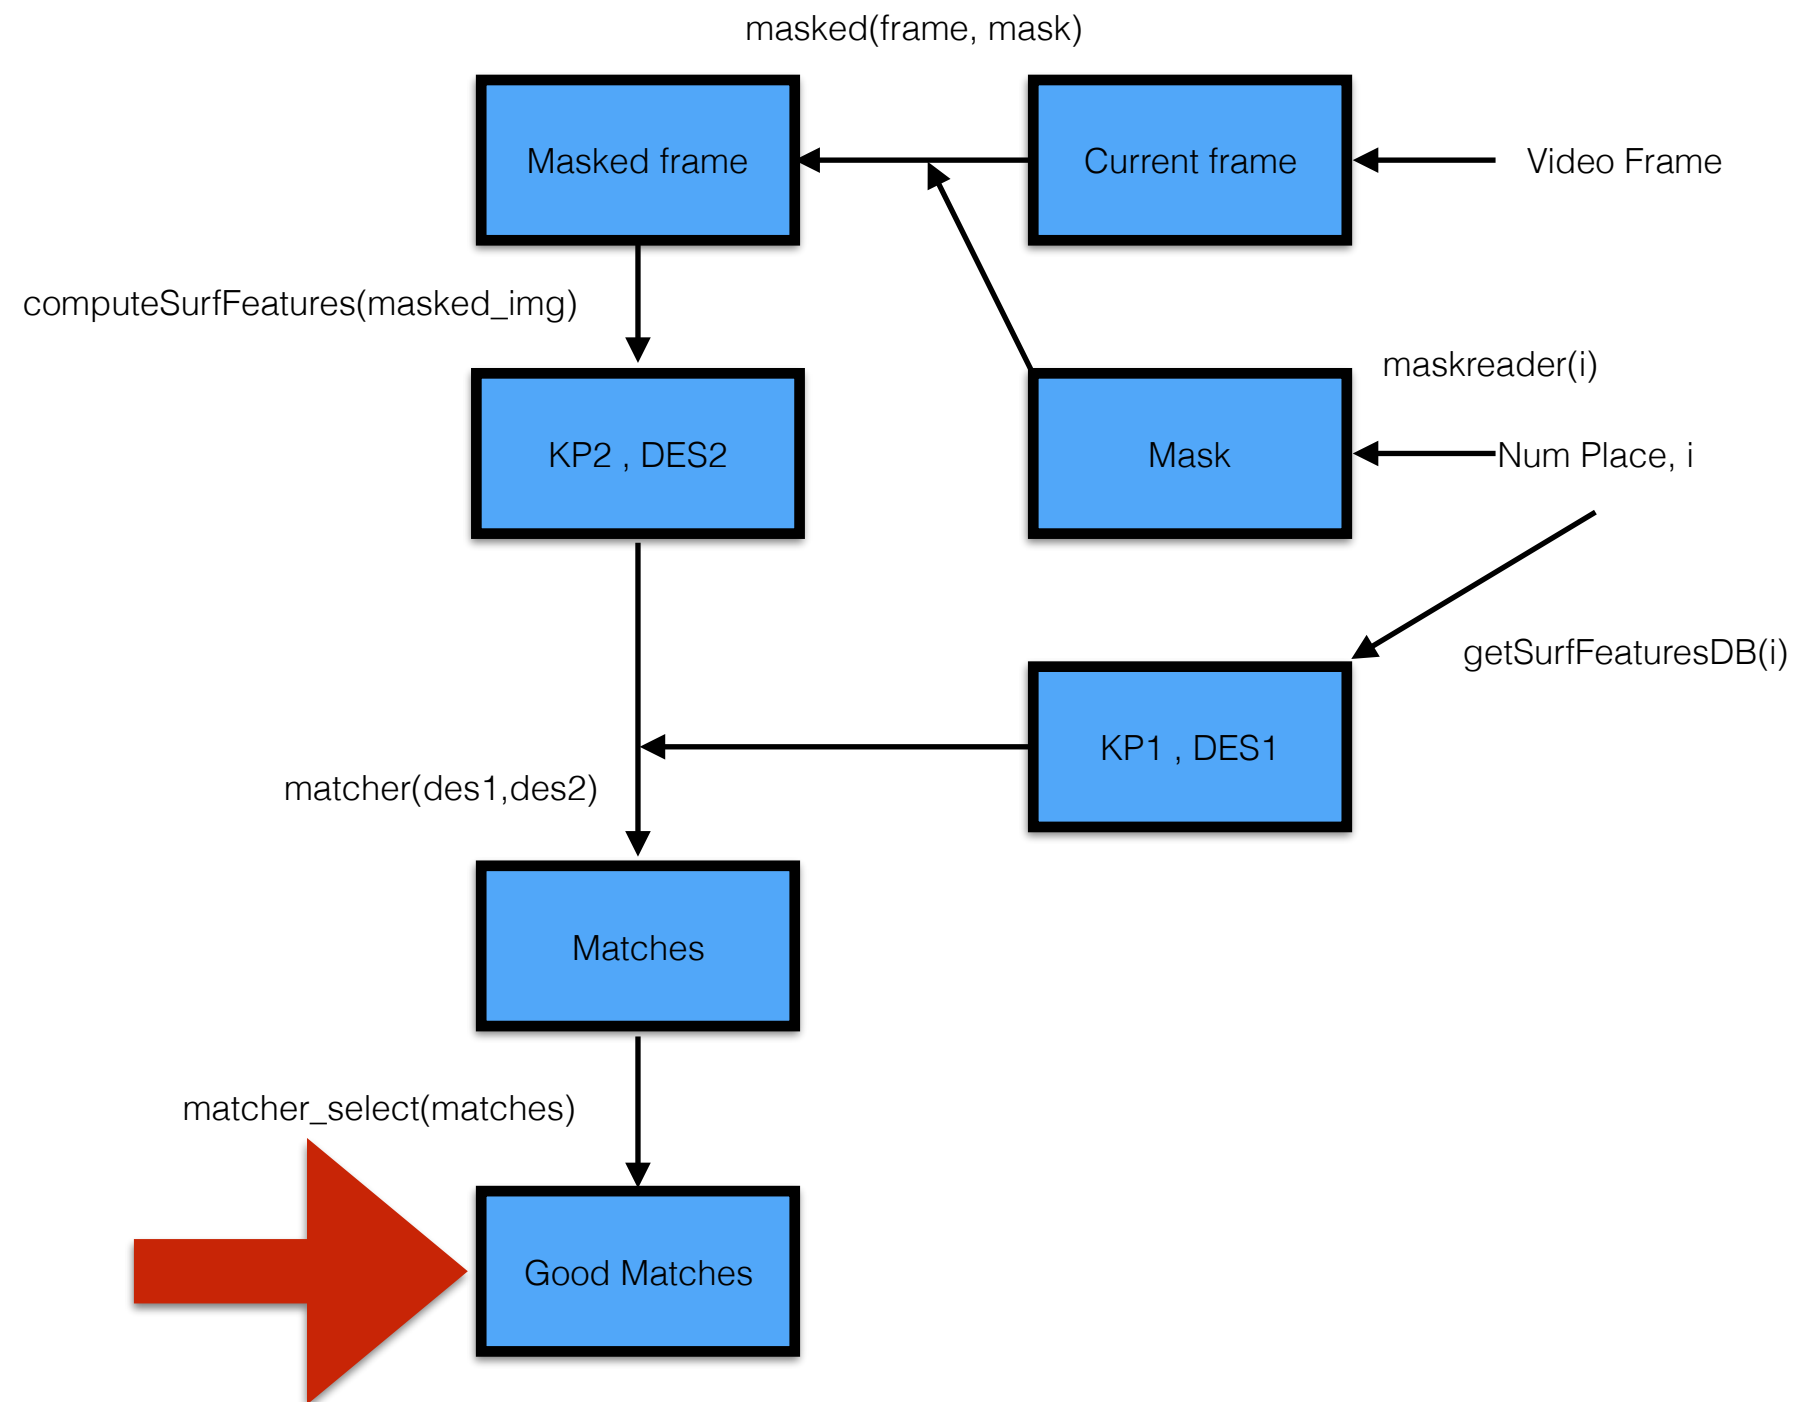 masked(frame, mask)
Masked frame
Current frame
Video Frame
computeSurfFeatures(masked_img)
maskreader(i)
KP2 , DES2
Mask
Num Place, i
getSurfFeaturesDB(i)
KP1 , DES1
matcher(des1,des2)
Matches
matcher_select(matches)
Good Matches